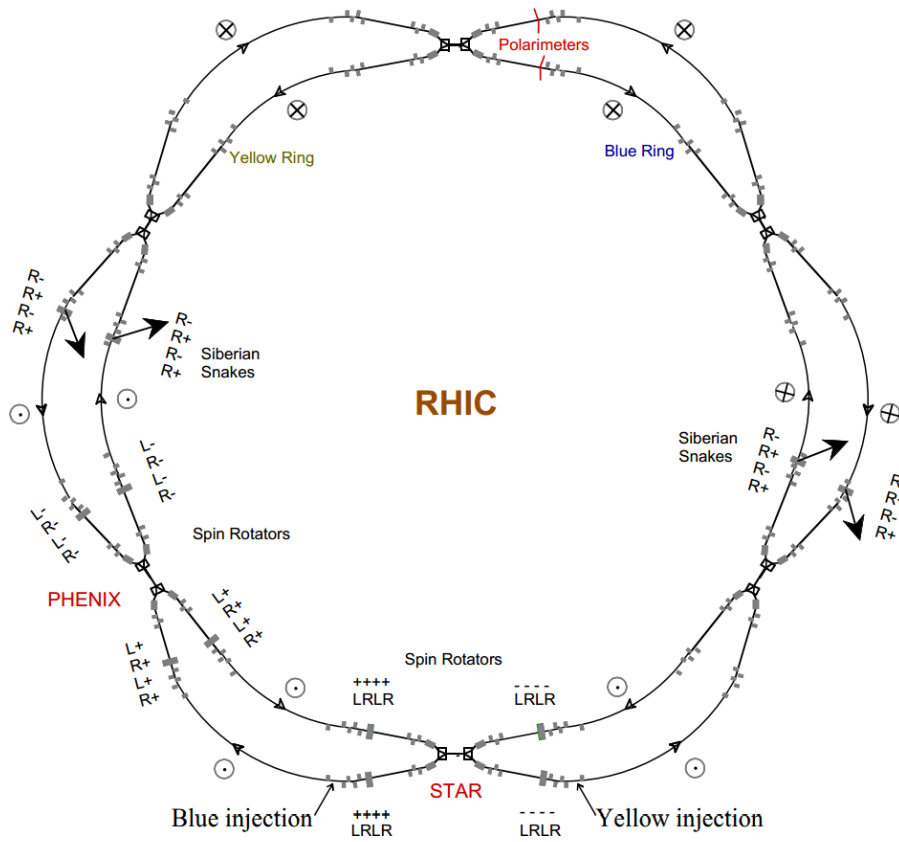 Polarimeters
Yellow Ring
Blue Ring
R-
R+
R-
R+
R-
R+
R-
R+
Siberian
Snakes
RHIC
Siberian
Snakes
R-
R+
R-
R+
R-
R+
L-
R-
L-
R-
L-
R-
L-
R-
Spin Rotators
PHENIX
L+
R+
L+
R+
L+
R+
L+
R+
Spin Rotators
++++
LRLR
- - - -
LRLR
STAR
Blue injection
Yellow injection
++++
LRLR
- - - -
LRLR